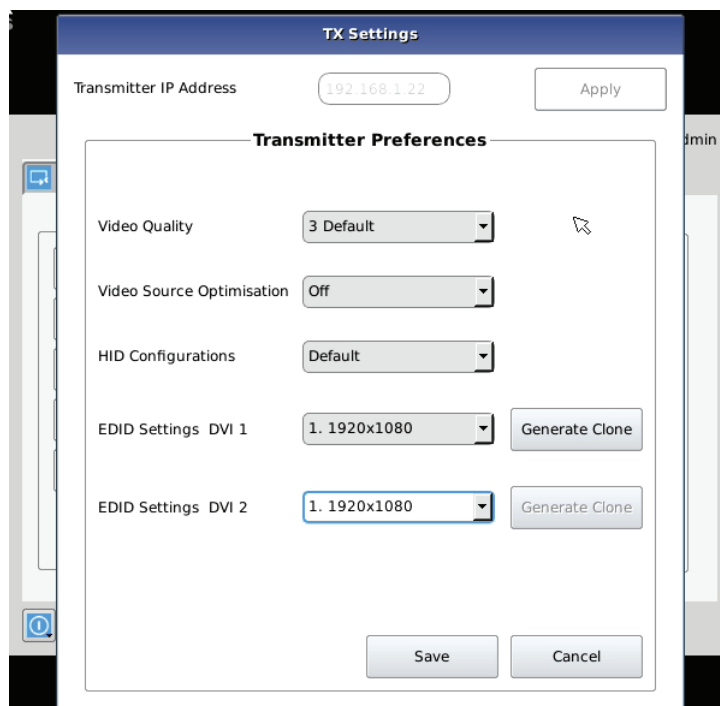 TX Settings
Transmitter IP Address 192.168.1.22 Apply
dmin
Transmitter Preferences
Video Quality 3 Default
Video Source Optimisation Off
HID Configurations Default
EDID Settings DVI 1 1. 1920x1080 Generate Clone
EDID Settings DVI 2 1. 1920x1080 Generate Clone
Save Cancel